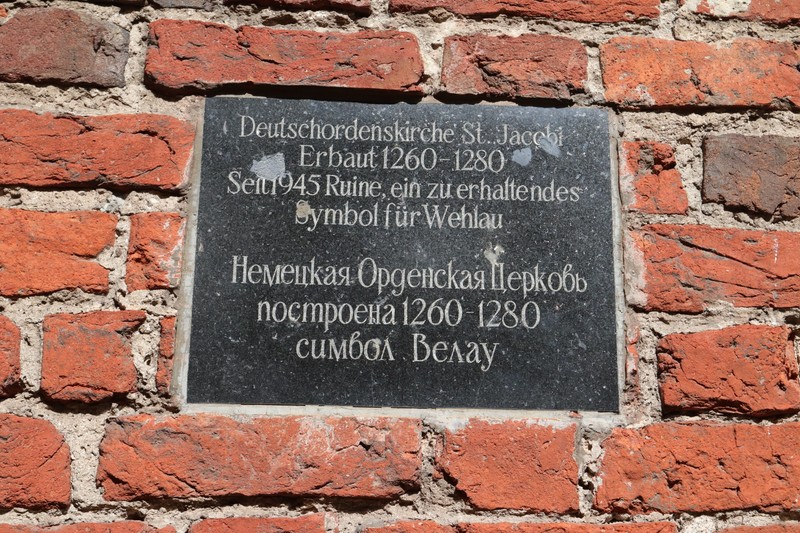 Deutschordenskirche St. Jacobi
Erbaut 1260-1280
Seit 1945 Ruine, ein zu erhaltendes
Symbol für Wehlau
Немецкая Орденская Церковь
построена 1260-1280
символ Велау